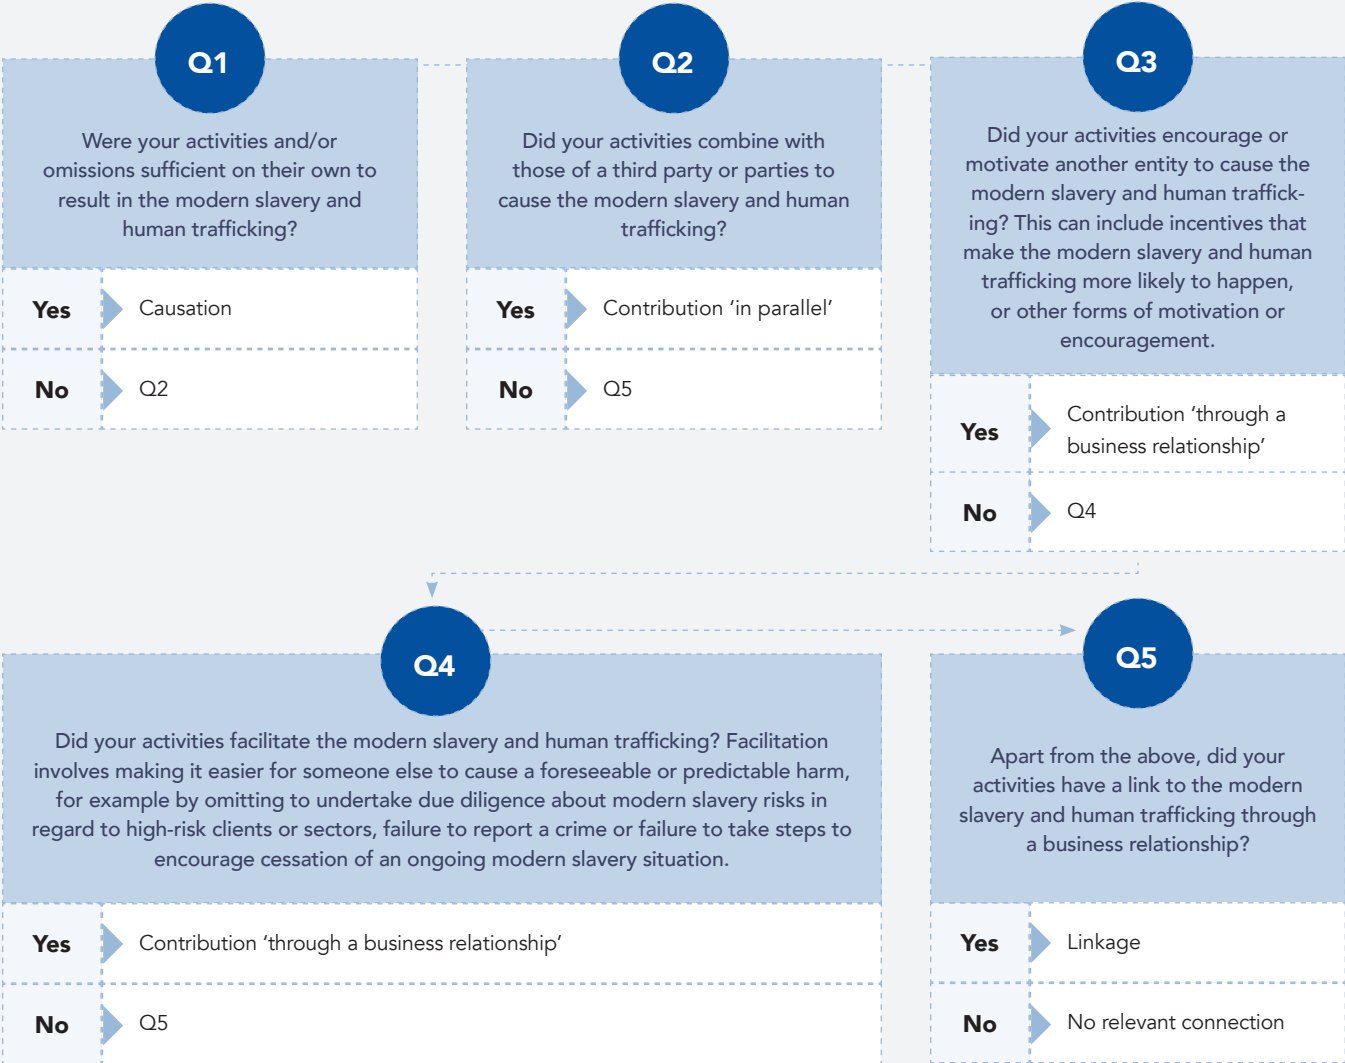 Q1
Were your activities and/or
omissions sufficient on their own to
result in the modern slavery and
human trafficking?
Yes
Causation
No
Q2
Q2
Did your activities combine with
those of a third party or parties to
cause the modern slavery and human
trafficking?
Yes
Contribution ‘in parallel’
No
Q5
Q3
Did your activities encourage or
motivate another entity to cause the
modern slavery and human traffick-
ing? This can include incentives that
make the modern slavery and human
trafficking more likely to happen,
or other forms of motivation or
encouragement.
Yes
Contribution ‘through a
business relationship’
No
Q4
Q4
Did your activities facilitate the modern slavery and human trafficking? Facilitation
involves making it easier for someone else to cause a foreseeable or predictable harm,
for example by omitting to undertake due diligence about modern slavery risks in
regard to high-risk clients or sectors, failure to report a crime or failure to take steps to
encourage cessation of an ongoing modern slavery situation.
Yes
Contribution ‘through a business relationship’
No
Q5
Q5
Apart from the above, did your
activities have a link to the modern
slavery and human trafficking through
a business relationship?
Yes
Linkage
No
No relevant connection